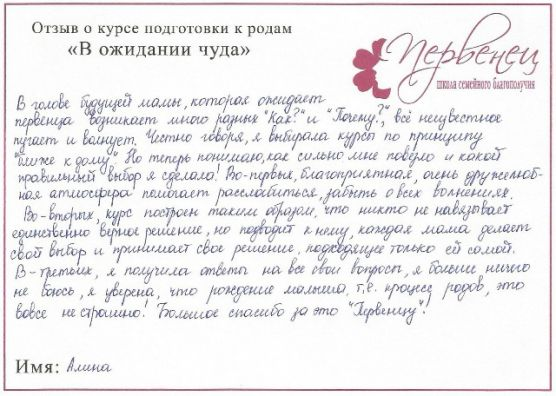 Отзыв о курсе подготовки к родам
«В ожидании чуда»
Первенец
школа семейного благополучия
В голове будущей мамы, которая ожидает
первенца возникает много разных "Как?" и "Почему?", всё неизвестное
пугает и волнует. Честно говоря, я выбирала курсы по принципу
"ближе к дому". Но теперь понимаю, как сильно мне повезло и какой
правильный выбор я сделала! Во-первых, благоприятная, очень дружелюб-
ная атмосфера помогает расслабиться, забыть о всех волнениях.
Во-вторых, курс построен таким образом, что никто не навязывает
единственно верное решение, но подводит к нему, каждая мама делает
свой выбор и принимает свое решение, подходящее только ей самой.
В-третьих, я получила ответы на все свои вопросы, я больше ничего
не боюсь, я уверена, что рождение малыша, т.е. процесс родов, это
вовсе не страшно! Большое спасибо за это "Первенцу"!
Имя: Алина